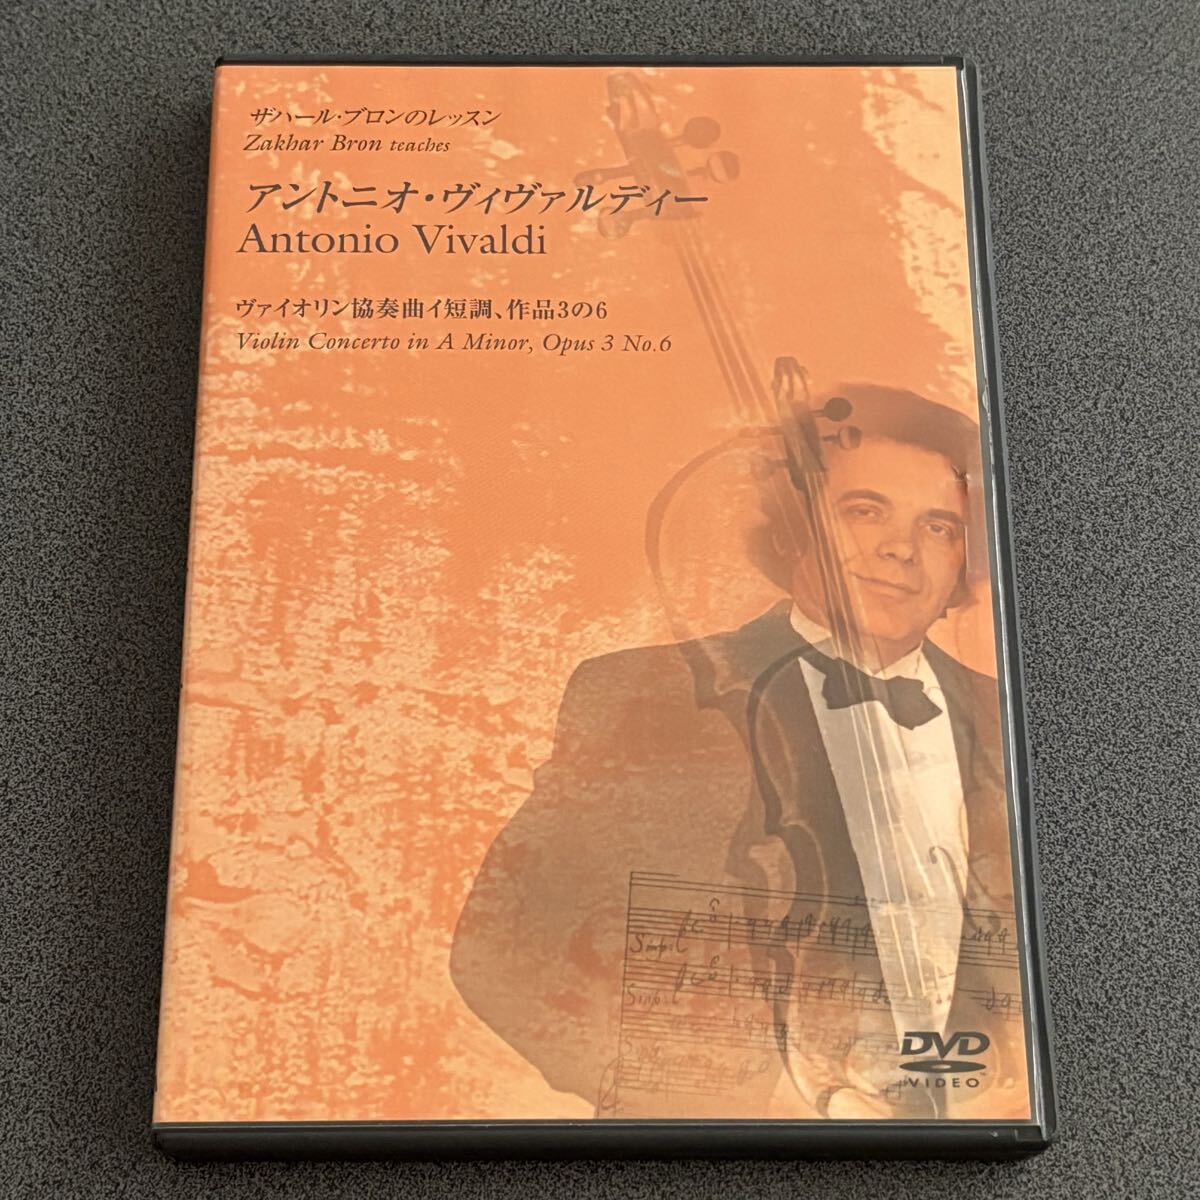 ザハール・ブロンのレッスン
Zakhar Bron teaches
アントニオ・ヴィヴァルディー
Antonio Vivaldi
ヴァイオリン協奏曲イ短調、作品3の6
Violin Concerto in A Minor, Opus 3 No.6
DVD
VIDEO